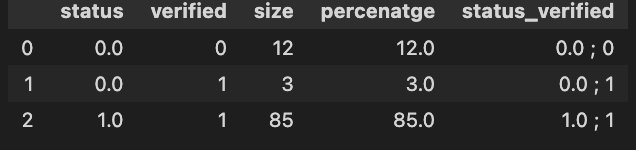 status verified size percenatge status_verified
0 0.0 0 12 12.0 0.0 ; 0
1 0.0 1 3 3.0 0.0 ; 1
2 1.0 1 85 85.0 1.0 ; 1